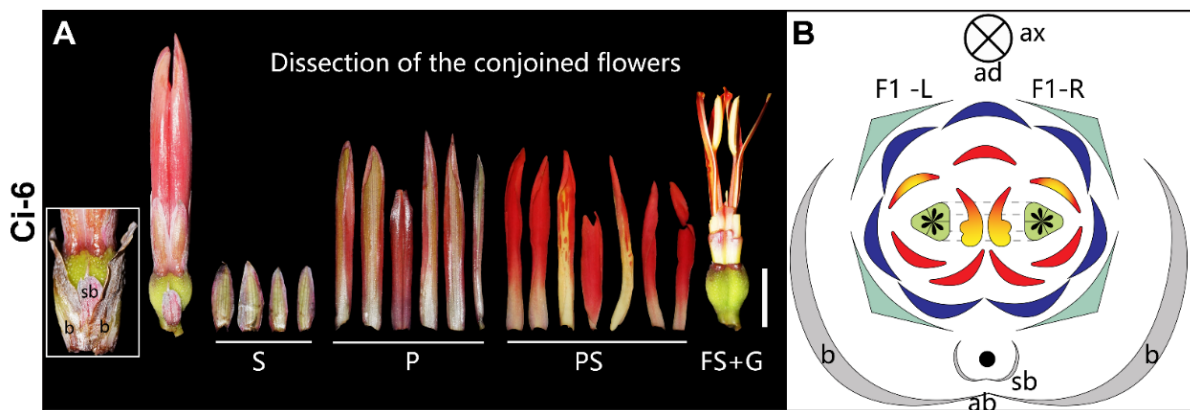 Ci-6
A
Dissection of the conjoined flowers
sb
b b
S P PS FS+G
B
ax
ad
F1 -L F1-R
b b
sb
ab